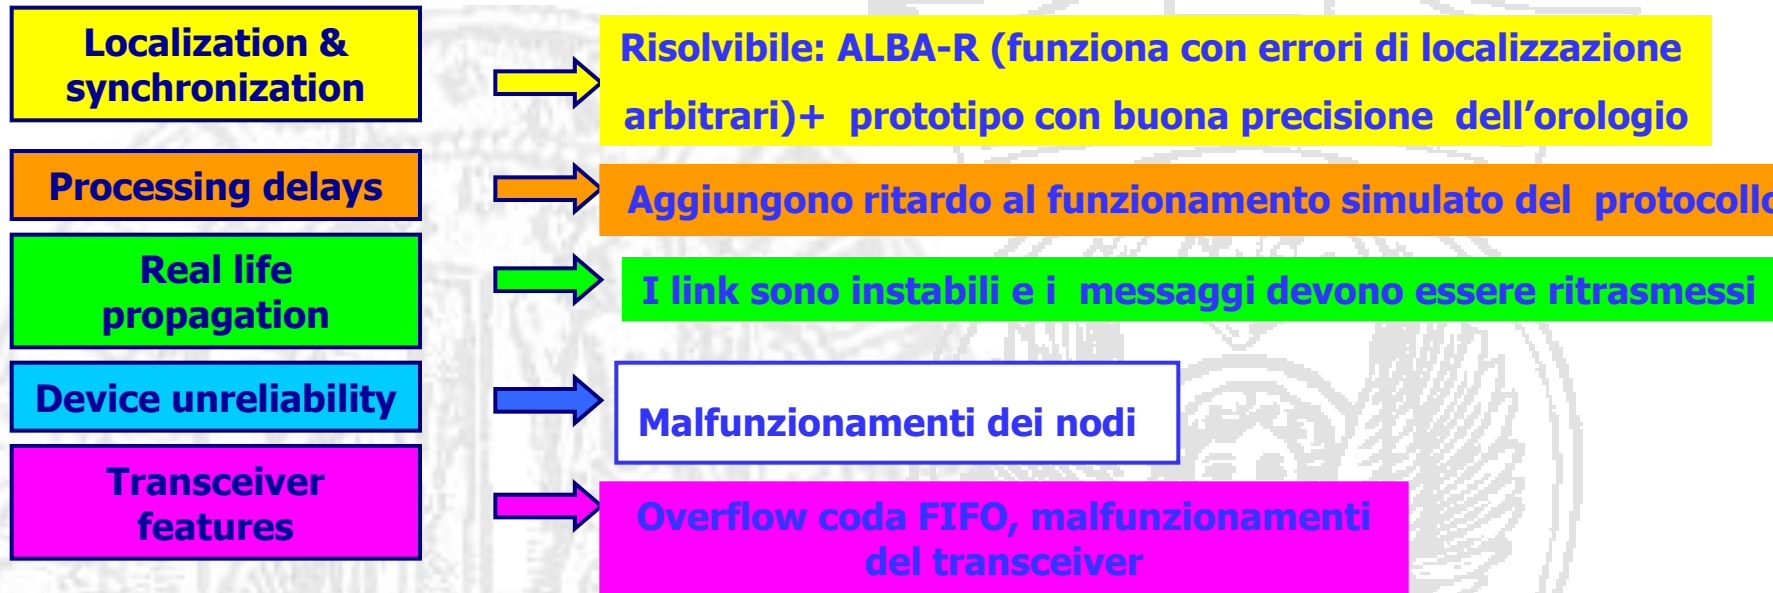 Localization &
synchronization
Risolvibile: ALBA-R (funziona con errori di localizzazione
arbitrari)+ prototipo con buona precisione dell'orologio
Processing delays
Aggiungono ritardo al funzionamento simulato del protocollo
Real life
propagation
I link sono instabili e i messaggi devono essere ritrasmessi
Device unreliability
Malfunzionamenti dei nodi
Transceiver
features
Overflow coda FIFO, malfunzionamenti
del transceiver